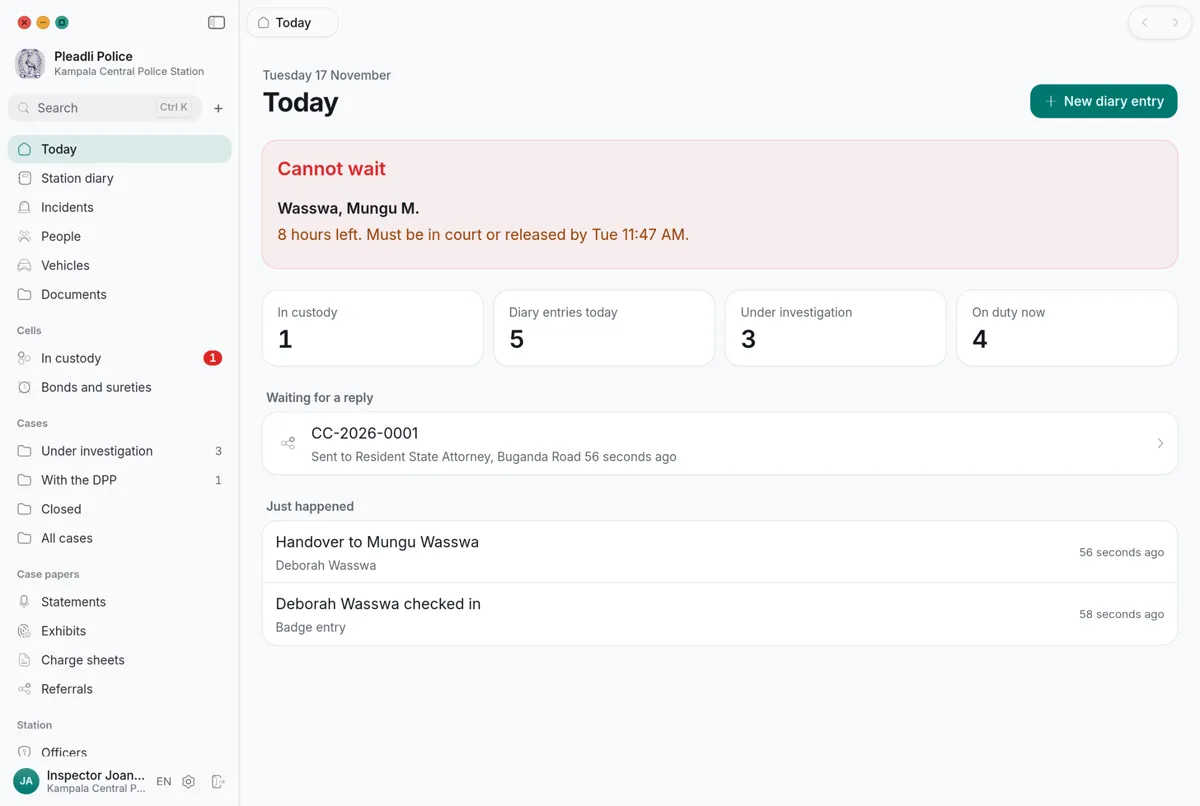 Pleadli Police
Kampala Central Police Station
Search
Ctrl K
Today
Station diary
Incidents
People
Vehicles
Documents
Cells
In custody
1
Bonds and sureties
Cases
Under investigation
3
With the DPP
1
Closed
All cases
Case papers
Statements
Exhibits
Charge sheets
Referrals
Station
Officers
JA
Inspector Joan...
Kampala Central P...
EN
Today
Tuesday 17 November
Today
New diary entry
Cannot wait
Wasswa, Mungu M.
8 hours left. Must be in court or released by Tue 11:47 AM.
In custody
1
Diary entries today
5
Under investigation
3
On duty now
4
Waiting for a reply
CC-2026-0001
Sent to Resident State Attorney, Buganda Road 56 seconds ago
Just happened
Handover to Mungu Wasswa
Deborah Wasswa
56 seconds ago
Deborah Wasswa checked in
Badge entry
58 seconds ago